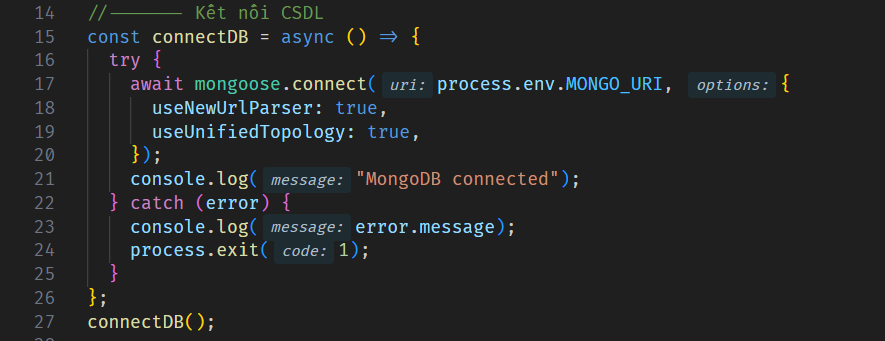 14 //------- Kết nối CSDL
15 const connectDB = async () => {
16 try {
17 await mongoose.connect( uri: process.env.MONGO_URI, options: {
18 useNewUrlParser: true,
19 useUnifiedTopology: true,
20 });
21 console.log( message: "MongoDB connected");
22 } catch (error) {
23 console.log( message: error.message);
24 process.exit( code: 1);
25 }
26 };
27 connectDB();